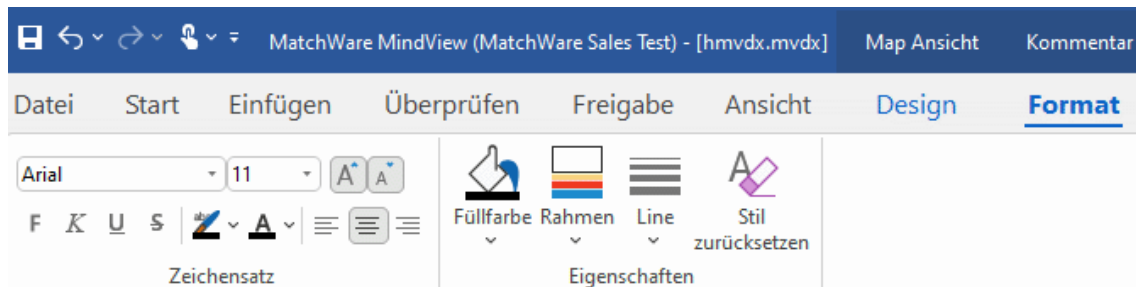 MatchWare MindView (MatchWare Sales Test) - [hmvdx.mvdx] Map Ansicht Kommentar
Datei Start Einfügen Überprüfen Freigabe Ansicht Design Format
Arial 11 A A
F K U S abc A
Füllfarbe Rahmen Line Stil zurücksetzen
Zeichensatz Eigenschaften